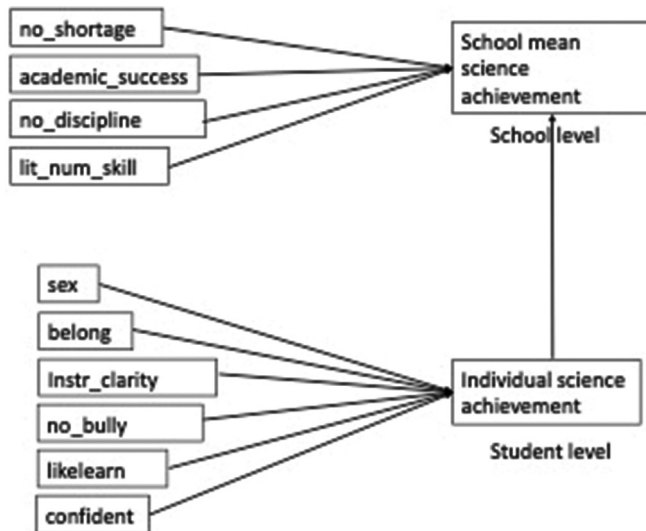 no_shortage
academic_success
no_discipline
lit_num_skill
School mean
science
achievement
School level
sex
belong
Instr_clarity
no_bully
likelearn
confident
Individual science
achievement
Student level